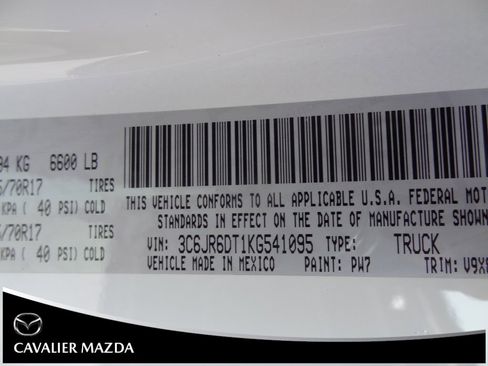 94 KG 6600 LB
/70R17 TIRES
KPA ( 40 PSI) COLD
/70R17 TIRES
KPA ( 40 PSI) COLD
THIS VEHICLE CONFORMS TO ALL APPLICABLE U.S.A. FEDERAL MOT
STANDARDS IN EFFECT ON THE DATE OF MANUFACTURE SHOWN
VIN: 3C6JR6DT1KG541095 TYPE: TRUCK
VEHICLE MADE IN MEXICO PAINT: PW7 TRIM: V9X
CAVALIER MAZDA